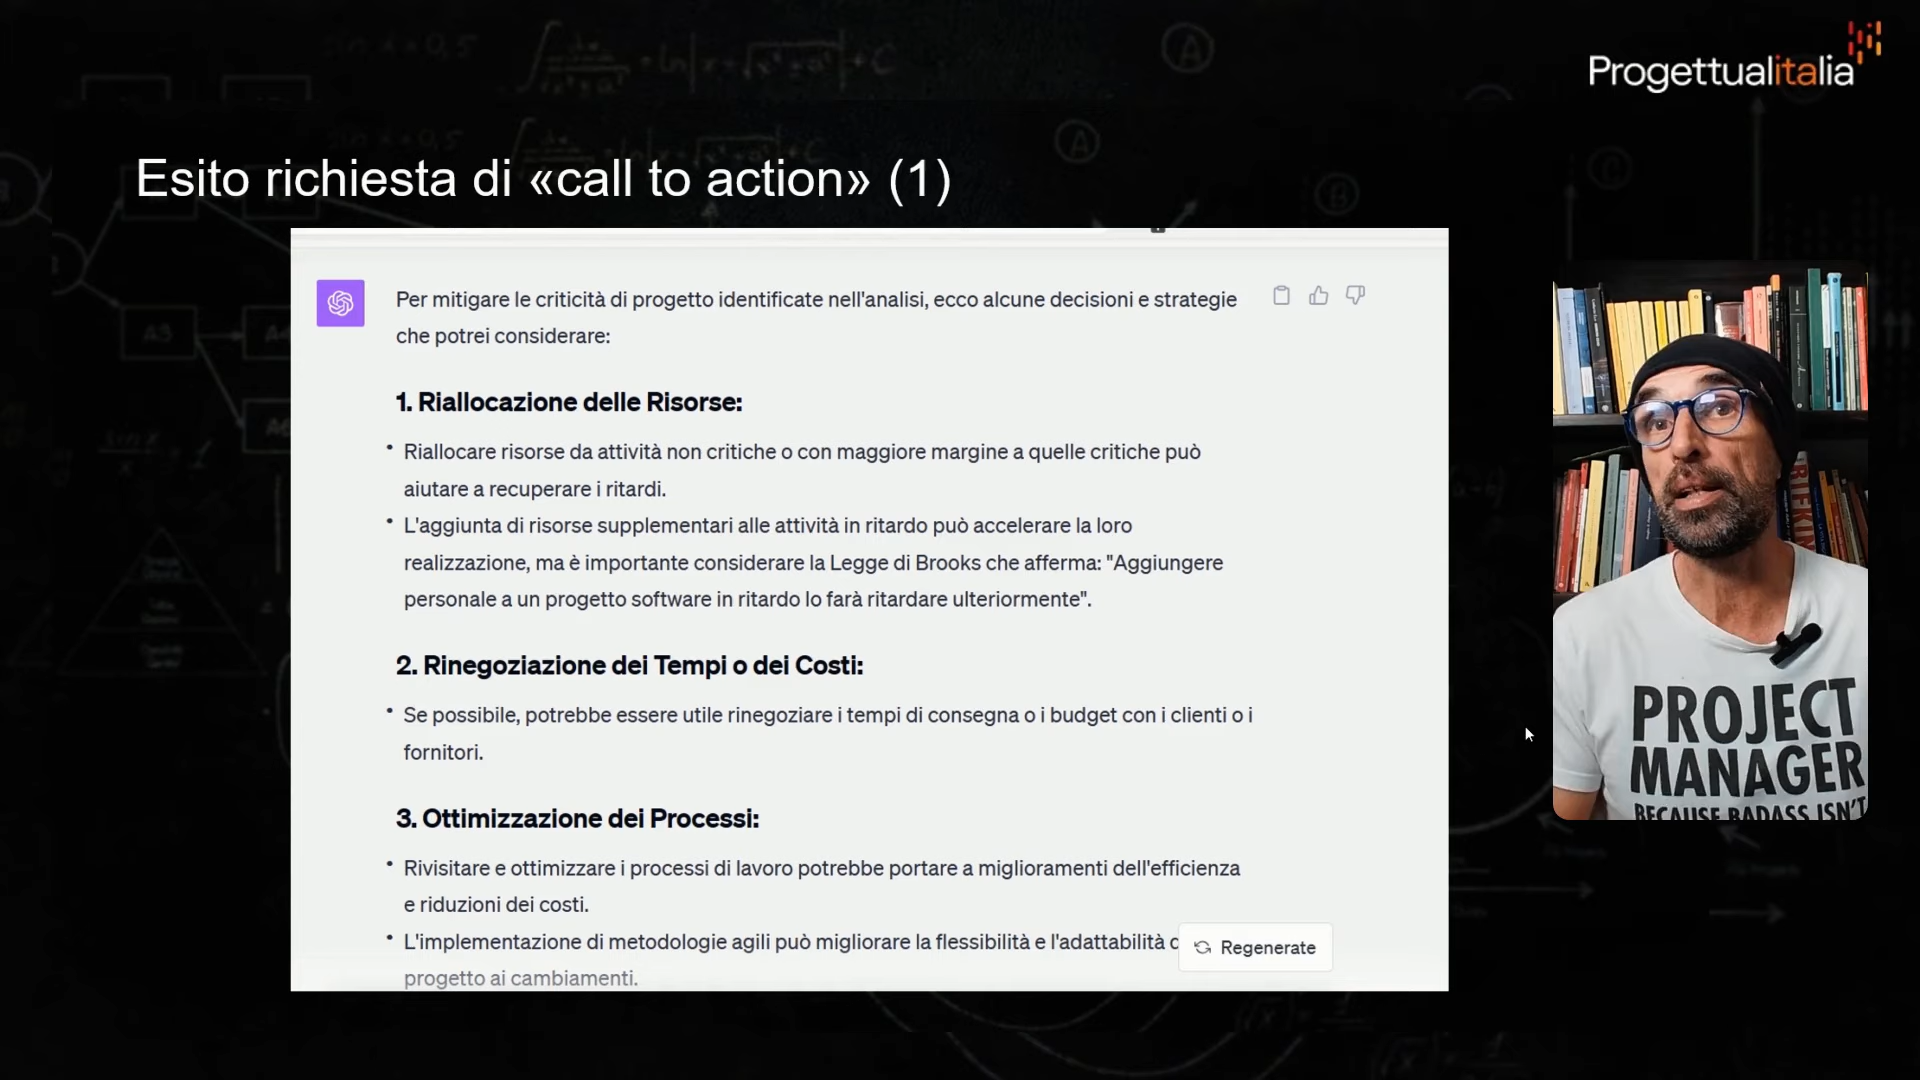 Progettualitalia
Esito richiesta di «call to action» (1)
Per mitigare le criticità di progetto identificate nell'analisi, ecco alcune decisioni e strategie
che potrei considerare:
1. Riallocazione delle Risorse:
• Riallocare risorse da attività non critiche o con maggiore margine a quelle critiche può
aiutare a recuperare i ritardi.
• L'aggiunta di risorse supplementari alle attività in ritardo può accelerare la loro
realizzazione, ma è importante considerare la Legge di Brooks che afferma: "Aggiungere
personale a un progetto software in ritardo lo farà ritardare ulteriormente".
2. Rinegoziazione dei Tempi o dei Costi:
• Se possibile, potrebbe essere utile rinegoziare i tempi di consegna o i budget con i clienti o i
fornitori.
3. Ottimizzazione dei Processi:
• Rivisitare e ottimizzare i processi di lavoro potrebbe portare a miglioramenti dell'efficienza
e riduzioni dei costi.
• L'implementazione di metodologie agili può migliorare la flessibilità e l'adattabilità
progetto ai cambiamenti.
Regenerate
PROJECT
MANAGER
BECAUSE BADASS ISN'T